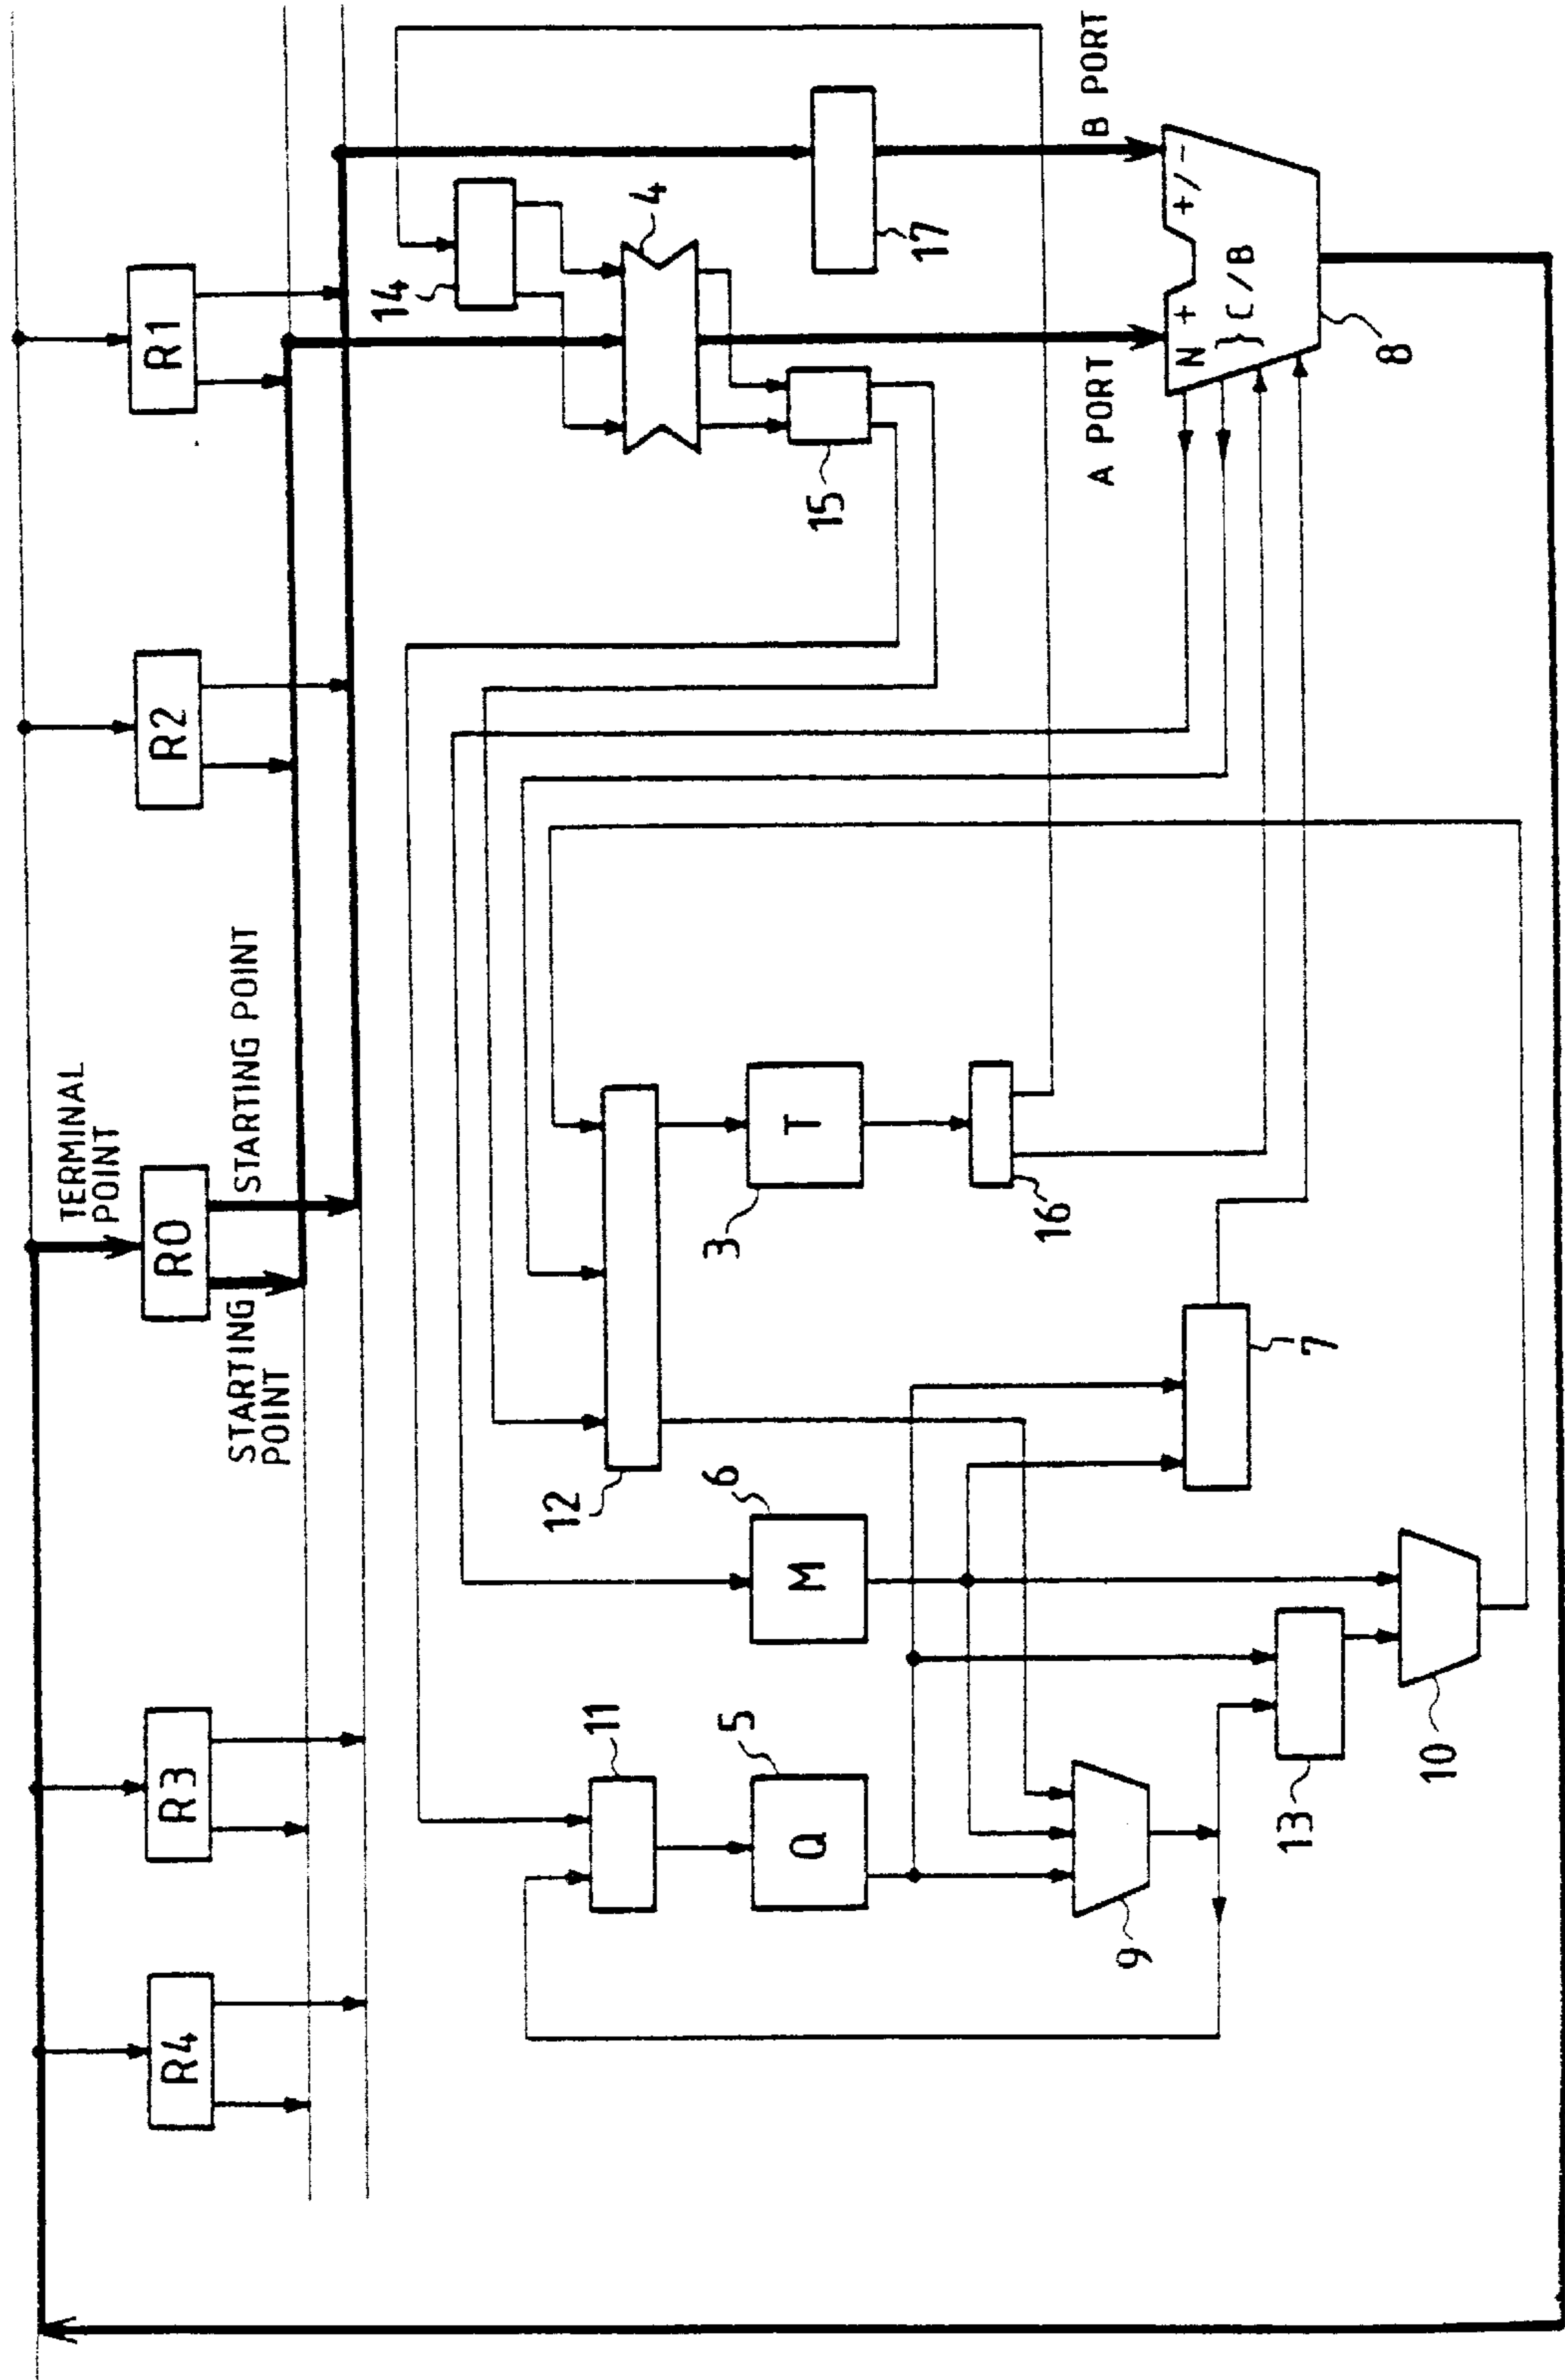 R4
R3
TERMINAL
POINT
R0
R2
R1
STARTING
POINT
STARTING POINT
14
4
11
12
6
15
17
5
Q
M
3
T
A PORT
B PORT
16
9
7
N + +/-
} C/B
13
10
8